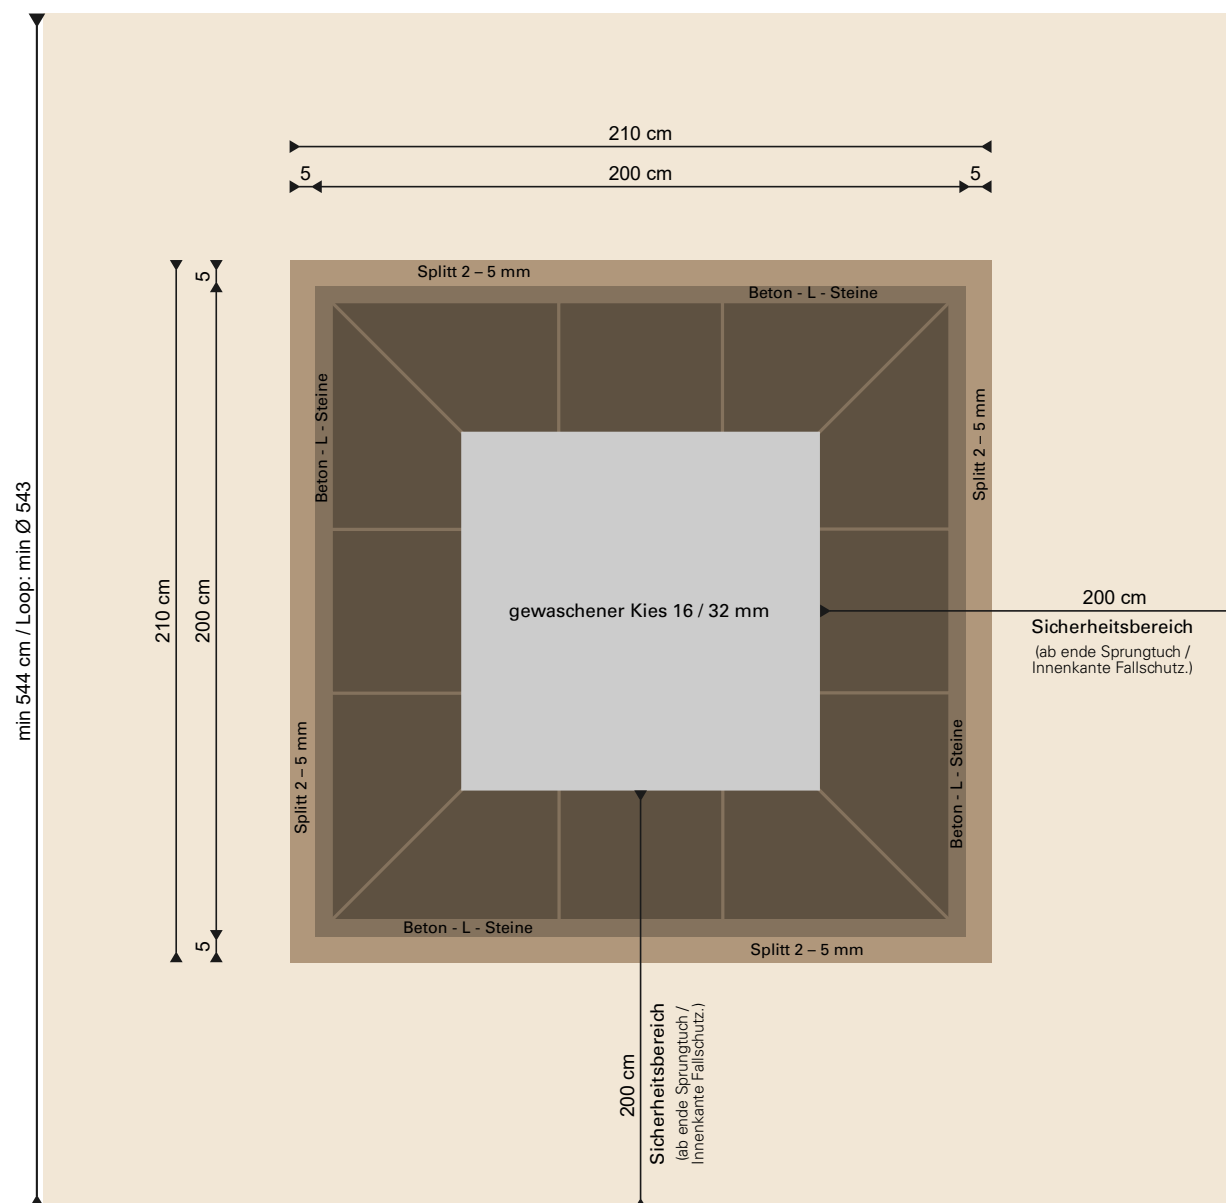 210 cm
5
200 cm
5
5
Splitt 2 – 5 mm
Beton - L - Steine
Beton - L - Steine
Splitt 2 – 5 mm
min 544 cm / Loop: min Ø 543
210 cm
200 cm
gewaschener Kies 16 / 32 mm
200 cm
Sicherheitsbereich
(ab ende Sprungtuch /
Innenkante Fallschutz.)
Splitt 2 – 5 mm
Beton - L - Steine
Beton - L - Steine
5
Splitt 2 – 5 mm
200 cm
Sicherheitsbereich
(ab ende Sprungtuch /
Innenkante Fallschutz.)